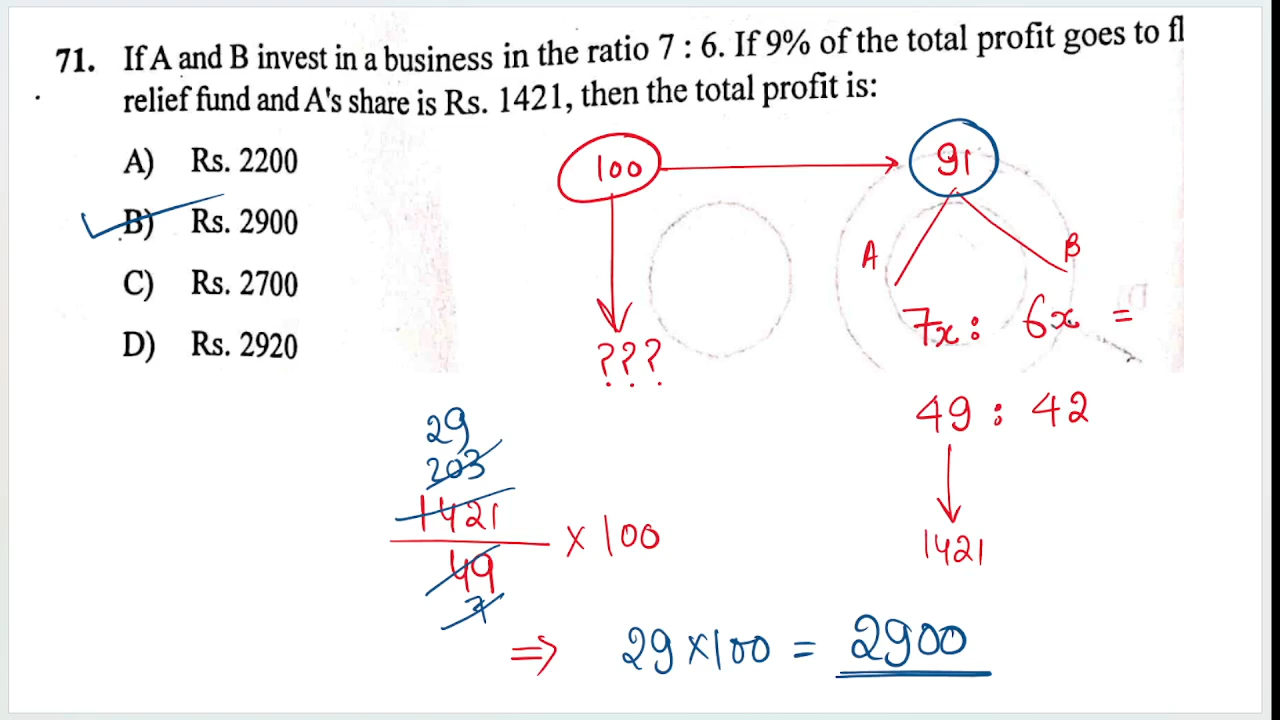 71. If A and B invest in a business in the ratio 7 : 6. If 9% of the total profit goes to fl
relief fund and A's share is Rs. 1421, then the total profit is:
A) Rs. 2200
B) Rs. 2900
C) Rs. 2700
D) Rs. 2920
100
91
A
B
???
7x : 6x =
49 : 42
1421
29
203
1421
49
7
x 100
⇒ 29 x 100 = 2900